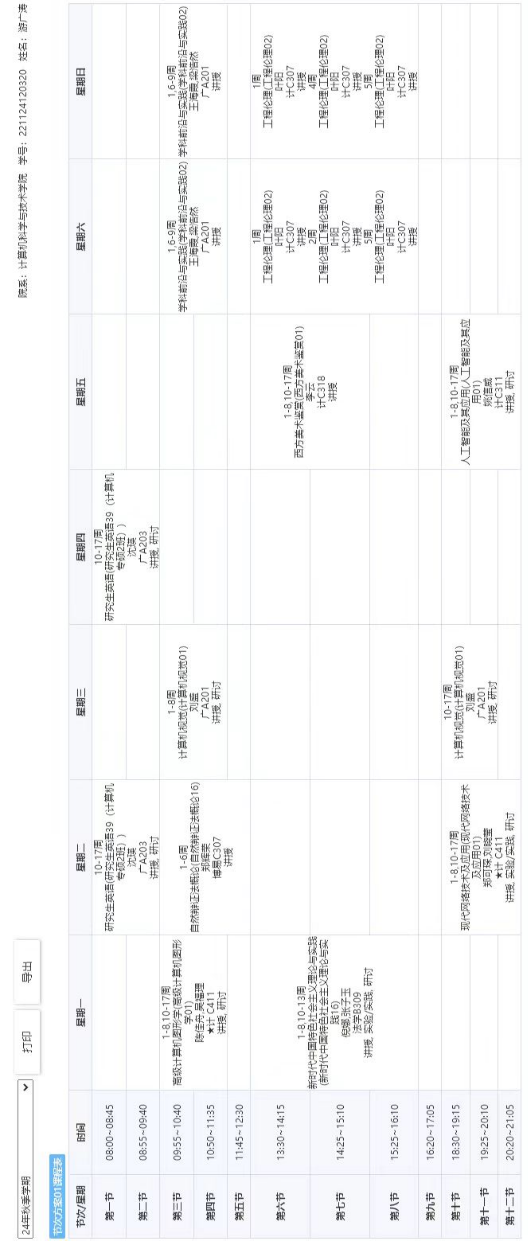 24年秋季学期
打印
导出
院系：计算机科学与技术学院 学号：221124120320 姓名：游广涛
节次方案01课程表
节次/星期
时间
星期一
星期二
星期三
星期四
星期五
星期六
星期日
第一节
08:00~08:45
10-17周
研究生英语(研究生英语39（计算机
专硕2班）)
沈瑛
广A203
讲授, 研讨
10-17周
研究生英语(研究生英语39（计算机
专硕2班）)
沈瑛
广A203
讲授, 研讨
第二节
08:55~09:40
第三节
09:55~10:40
1-8,10-17周
高级计算机图形学(高级计算机图形
学01)
陈佳舟,吴福理
★计 C411
讲授, 研讨
1-6周
自然辩证法概论(自然辩证法概论16)
郑辉荣
博易C307
讲授
1-8周
计算机视觉(计算机视觉01)
刘盛
广A201
讲授, 研讨
1,6-9周
学科前沿与实践(学科前沿与实践02)
王海霞,梁浩然
广A201
讲授
1,6-9周
学科前沿与实践(学科前沿与实践02)
王海霞,梁浩然
广A201
讲授
第四节
10:50~11:35
第五节
11:45~12:30
第六节
13:30~14:15
1-8,10-13周
新时代中国特色社会主义理论与实践
(新时代中国特色社会主义理论与实
践16)
倪娜,张子玉
法学B309
讲授, 实验/实践, 研讨
1-8,10-17周
西方美术鉴赏(西方美术鉴赏01)
季云
计C318
讲授
1周
工程伦理(工程伦理02)
叶阳
计C307
讲授
1周
工程伦理(工程伦理02)
叶阳
计C307
讲授
第七节
14:25~15:10
2周
工程伦理(工程伦理02)
叶阳
计C307
讲授
4周
工程伦理(工程伦理02)
叶阳
计C307
讲授
第八节
15:25~16:10
5周
工程伦理(工程伦理02)
叶阳
计C307
讲授
5周
工程伦理(工程伦理02)
叶阳
计C307
讲授
第九节
16:20~17:05
第十节
18:30~19:15
1-8,10-17周
现代网络技术及应用(现代网络技术
及应用01)
郑可琛,刘晓莹
★计 C411
讲授, 实验/实践, 研讨
10-17周
计算机视觉(计算机视觉01)
刘盛
广A201
讲授, 研讨
1-8,10-17周
人工智能及其应用(人工智能及其应
用01)
姚信威
计C311
讲授, 研讨
第十一节
19:25~20:10
第十二节
20:20~21:05